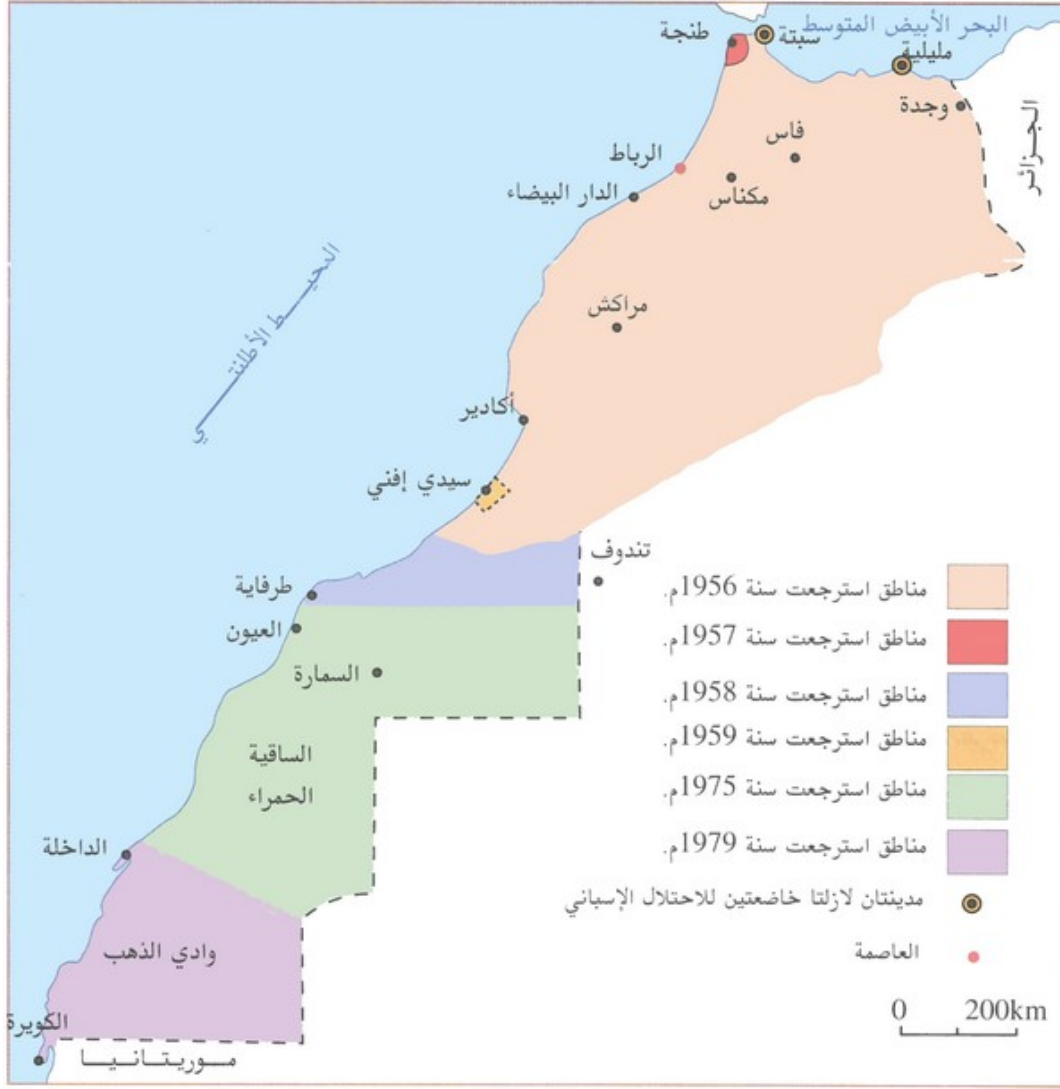 البحر الأبيض المتوسط
سبتة
طنجة
مليلية
وجدة
الجزائر
فاس
الرباط
مكناس
الدار البيضاء
المحيط الأطلنتي
مراكش
أكادير
سيدي إفني
تندوف
طرفاية
العيون
السمارة
الساقية
الحمراء
الداخلة
وادي الذهب
الكويرة
موريتانيا
مناطق استرجعت سنة 1956م.
مناطق استرجعت سنة 1957م.
مناطق استرجعت سنة 1958م.
مناطق استرجعت سنة 1959م.
مناطق استرجعت سنة 1975م.
مناطق استرجعت سنة 1979م.
مدينتان لازلتا خاضعتين للاحتلال الإسباني
العاصمة
0 200km